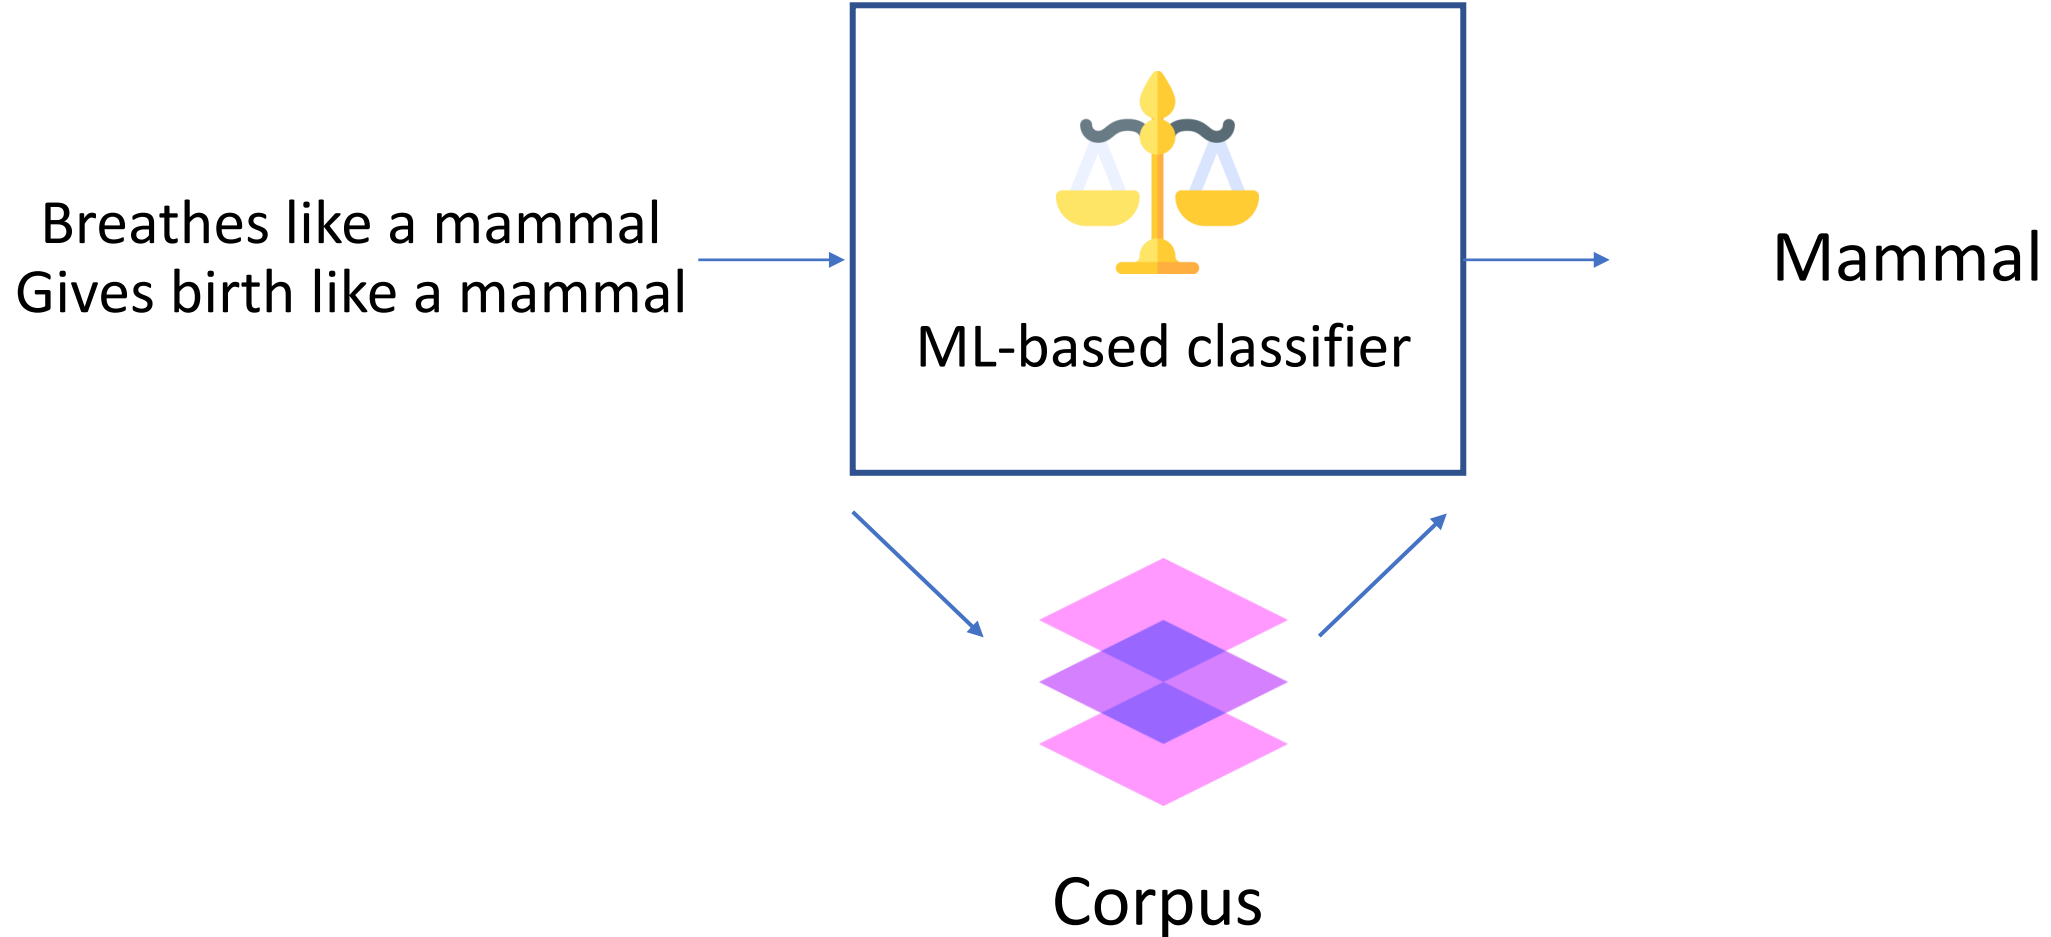 Breathes like a mammal
Gives birth like a mammal
ML-based classifier
Mammal
Corpus